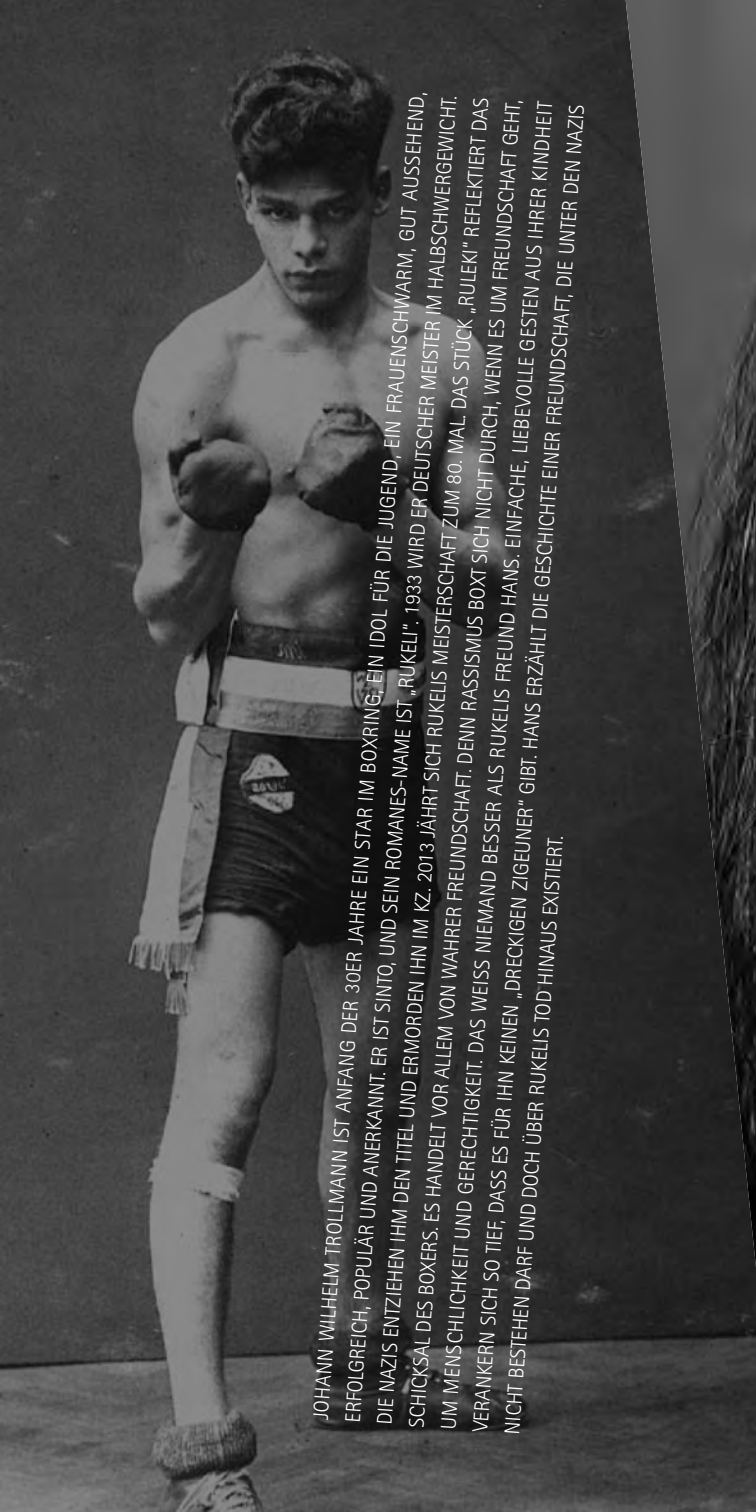 JOHANN WILHELM TROLLMANN IST ANFANG DER 30ER JAHRE EIN STAR IM BOXRING, EIN IDOL FÜR DIE JUGEND, EIN FRAUENSCHWARM, GUT AUSSEHEND,
ERFOLGREICH, POPULÄR UND ANERKANNT. ER IST SINTO, UND SEIN ROMANES-NAME IST „RUKELI“. 1933 WIRD ER DEUTSCHER MEISTER IM HALBSCHWERGEWICHT.
DIE NAZIS ENTZIEHEN IHM DEN TITEL UND ERMORDEN IHN IM KZ. 2013 JÄHRT SICH RUKELIS MEISTERSCHAFT ZUM 80. MAL. DAS STÜCK „RULEKI“ REFLEKTIERT DAS
SCHICKSAL DES BOXERS. ES HANDELT VOR ALLEM VON WAHRER FREUNDSCHAFT. DENN RASSISMUS BOXT SICH NICHT DURCH, WENN ES UM FREUNDSCHAFT GEHT,
UM MENSCHLICHKEIT UND GERECHTIGKEIT. DAS WEISS NIEMAND BESSER ALS RUKELIS FREUND HANS. EINFACHE, LIEBEVOLLE GESTEN AUS IHRER KINDHEIT
VERANKERN SICH SO TIEF, DASS ES FÜR IHN KEINEN „DRECKIGEN ZIGEUNER“ GIBT. HANS ERZÄHLT DIE GESCHICHTE EINER FREUNDSCHAFT, DIE UNTER DEN NAZIS
NICHT BESTEHEN DARF UND DOCH ÜBER RUKELIS TOD HINAUS EXISTIERT.